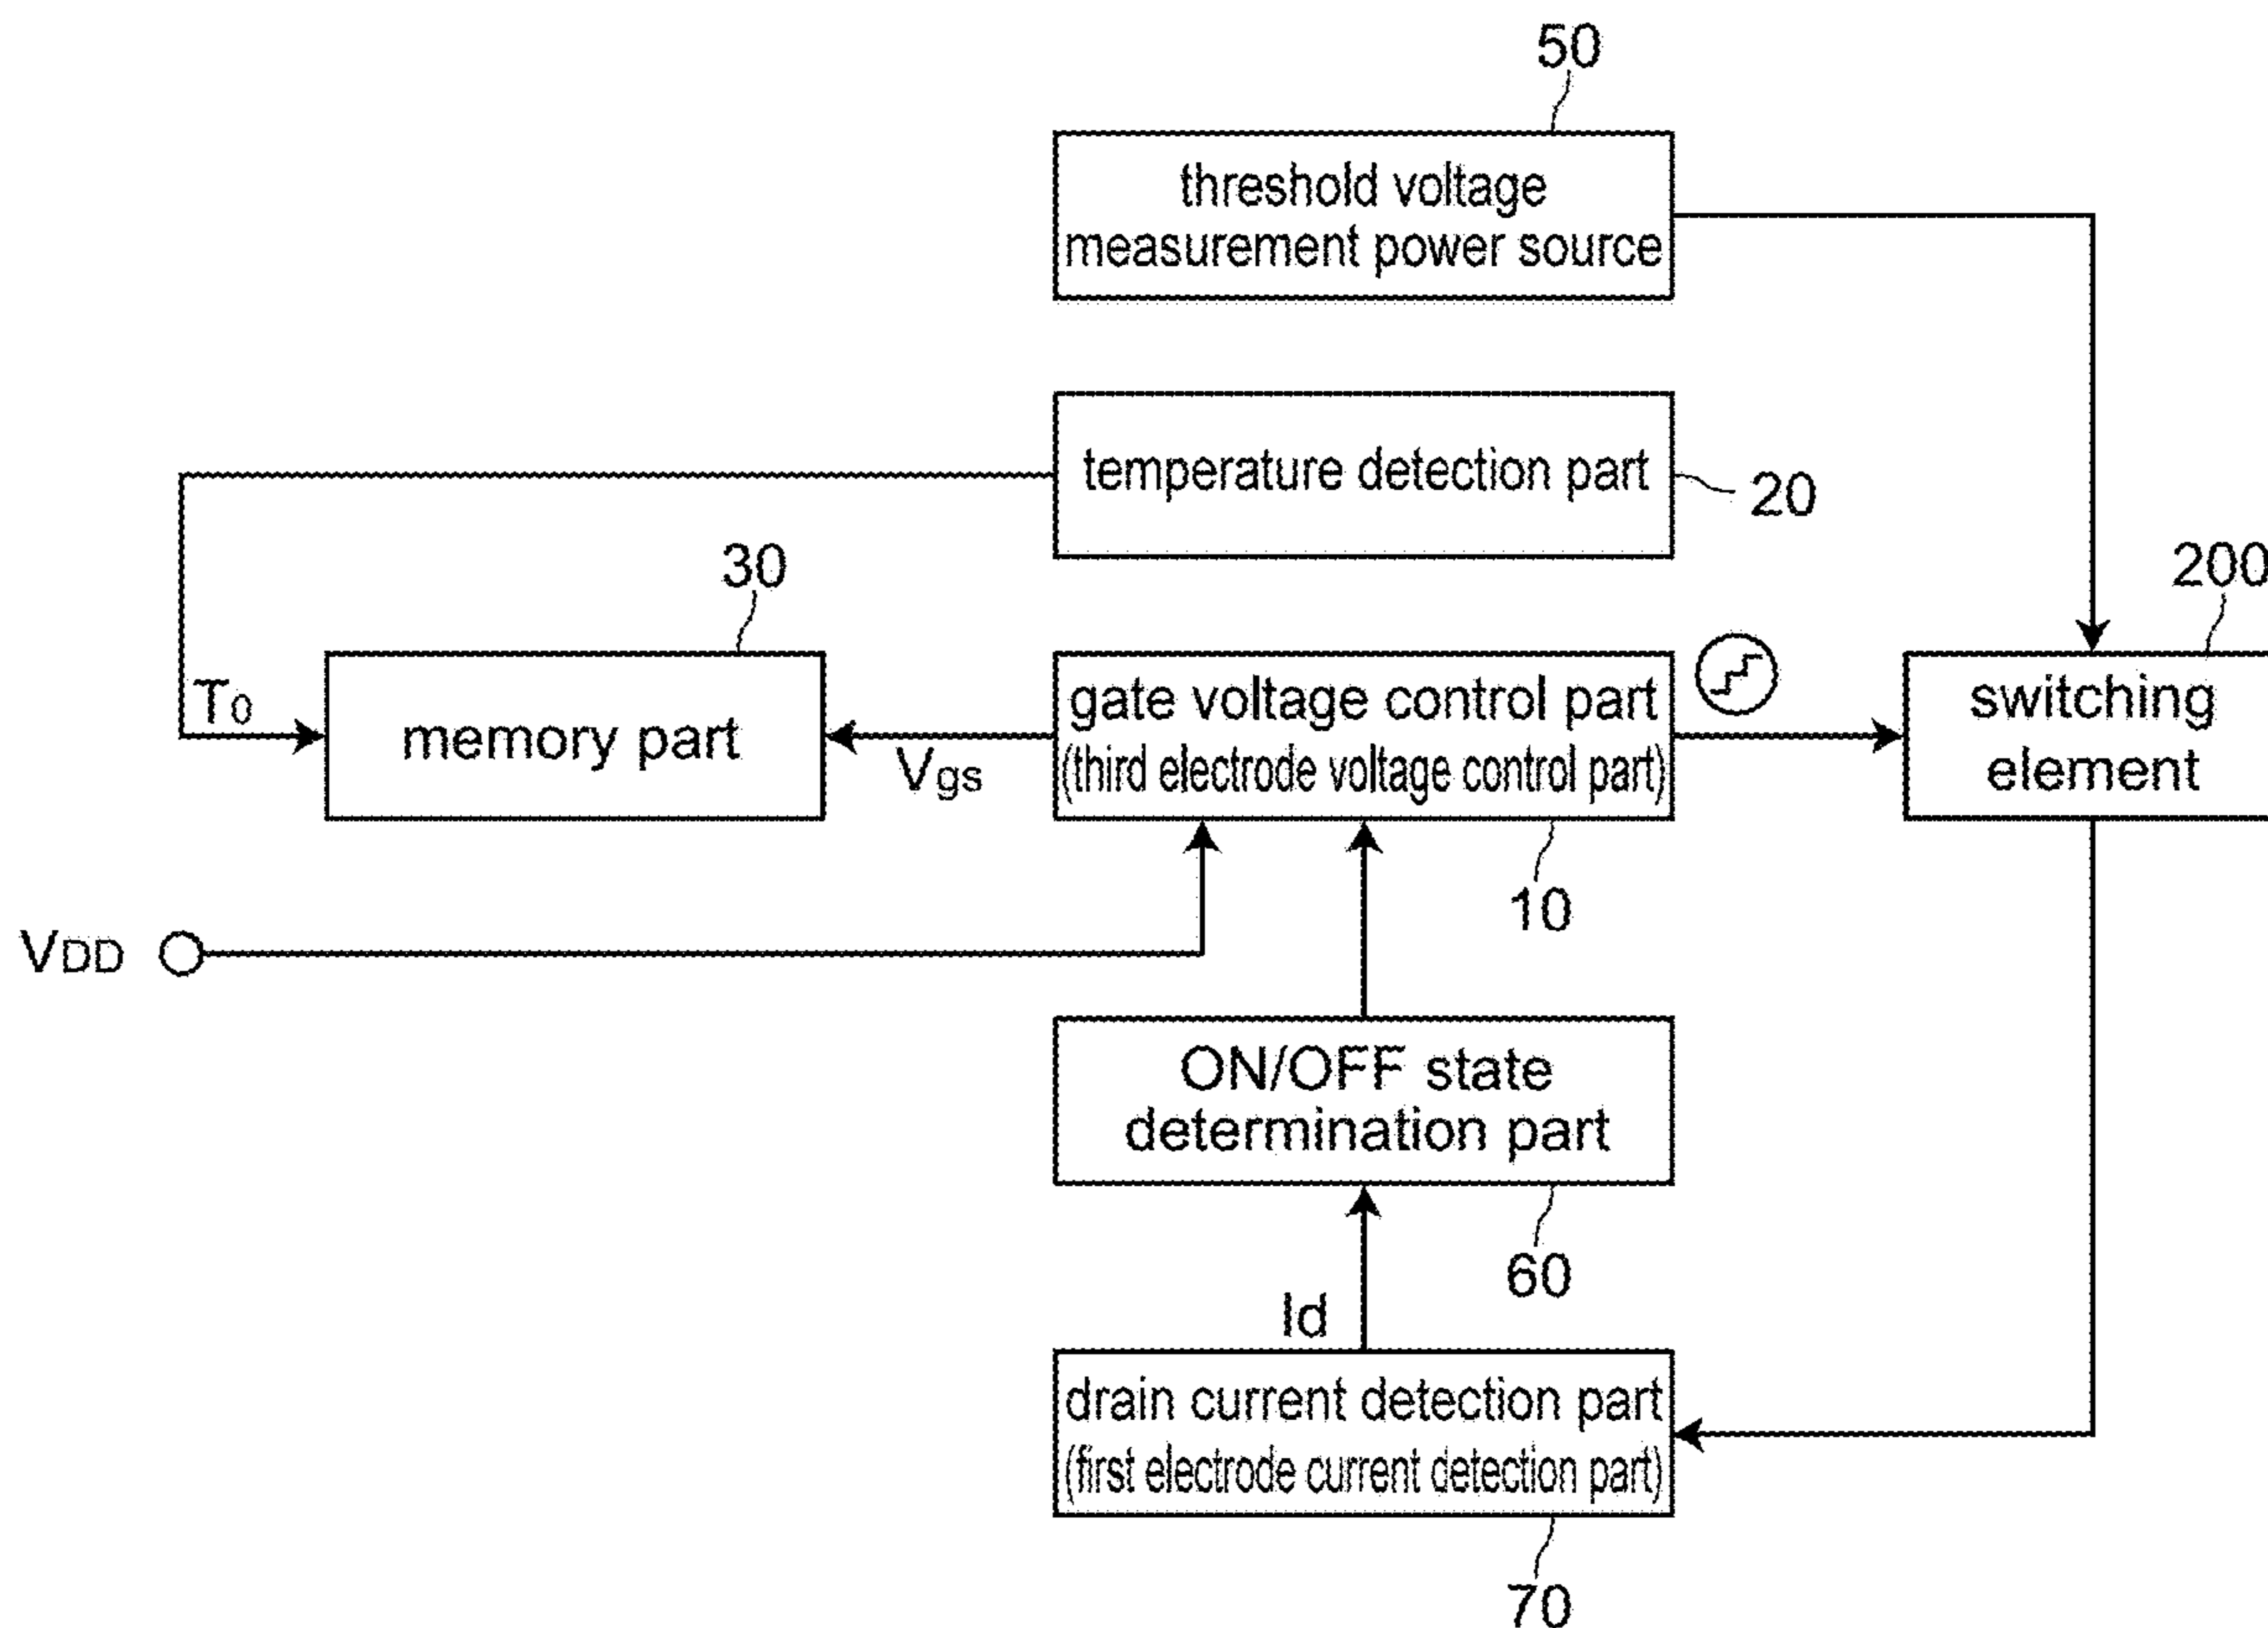 50
threshold voltage
measurement power source
temperature detection part
20
30
200
T0
memory part
Vgs
gate voltage control part
(third electrode voltage control part)
switching
element
10
VDD
ON/OFF state
determination part
60
Id
drain current detection part
(first electrode current detection part)
70